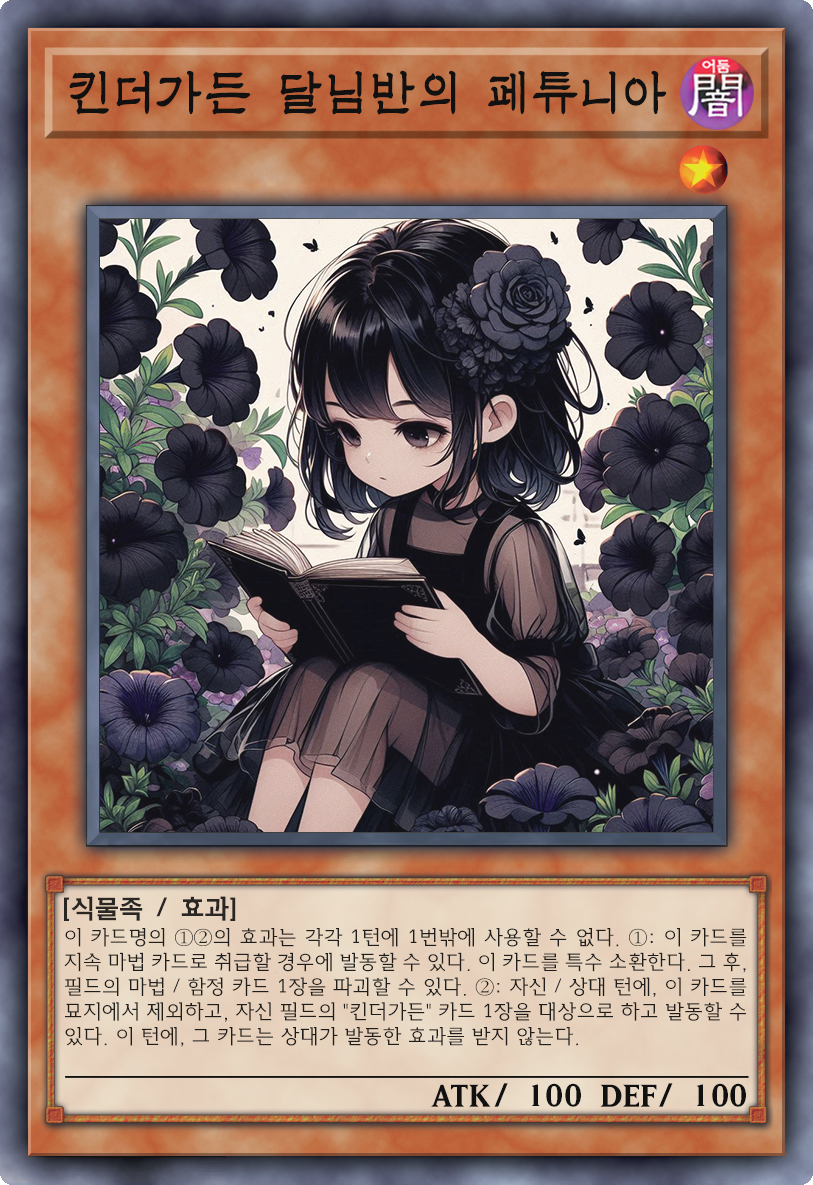 킨더가든 달님반의 페튜니아
어둠
闇
[식물족 / 효과]
이 카드명의 ①②의 효과는 각각 1턴에 1번밖에 사용할 수 없다. ①: 이 카드를
지속 마법 카드로 취급할 경우에 발동할 수 있다. 이 카드를 특수 소환한다. 그 후,
필드의 마법 / 함정 카드 1장을 파괴할 수 있다. ②: 자신 / 상대 턴에, 이 카드를
묘지에서 제외하고, 자신 필드의 "킨더가든" 카드 1장을 대상으로 하고 발동할 수
있다. 이 턴에, 그 카드는 상대가 발동한 효과를 받지 않는다.
ATK/ 100 DEF/ 100